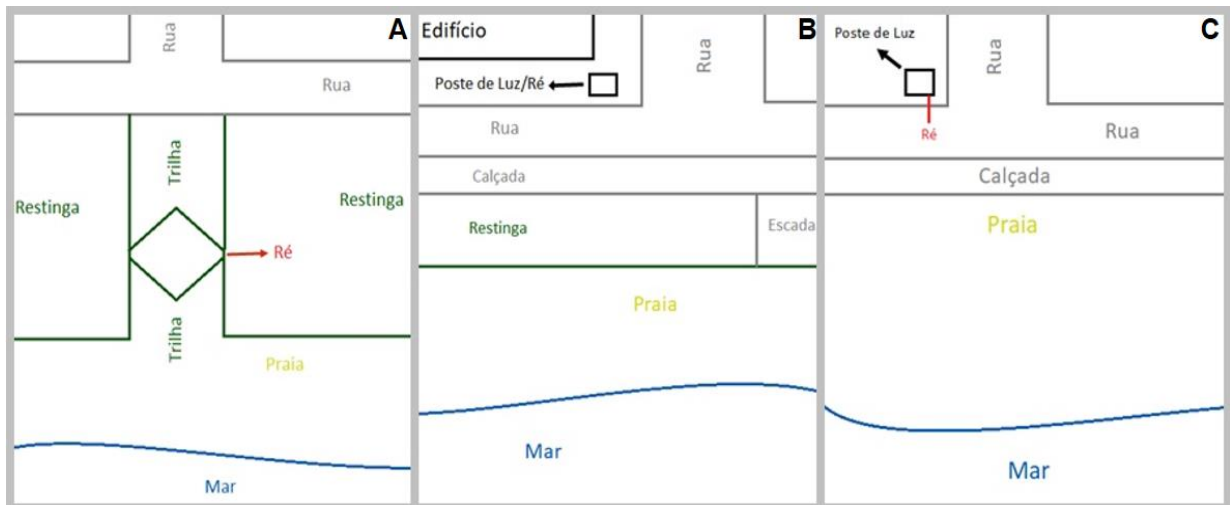 A
Rua
Rua
Trilha
Restinga
Restinga
Ré
Trilha
Praia
Mar
B
Edifício
Rua
Poste de Luz/Ré
Rua
Calçada
Restinga
Escada
Praia
Mar
C
Poste de Luz
Rua
Ré
Rua
Calçada
Praia
Mar